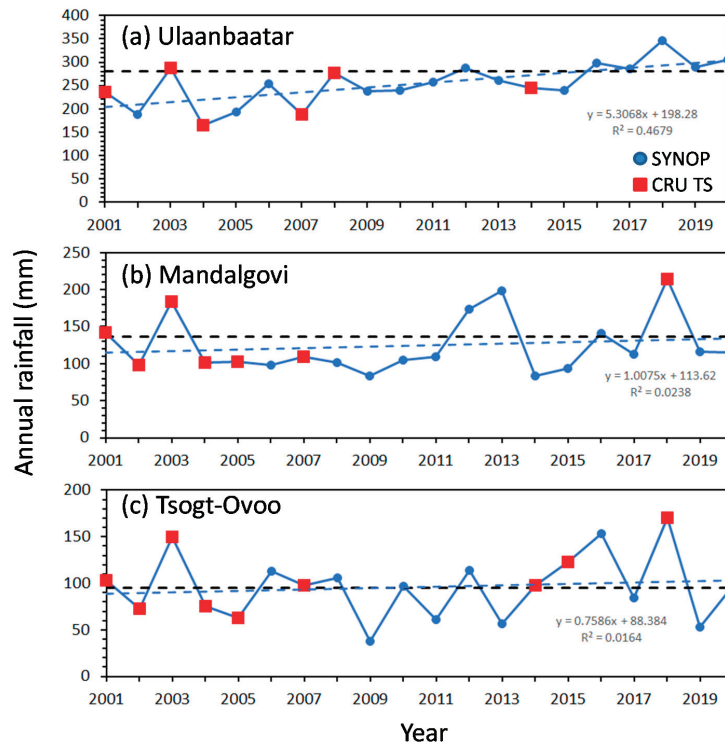 (a) Ulaanbaatar
400
350
300
250
200
150
100
50
0
y = 5.3068x + 198.28
R² = 0.4679
SYNOP
CRU TS
2001 2003 2005 2007 2009 2011 2013 2015 2017 2019
Annual rainfall (mm)
(b) Mandalgovi
250
200
150
100
50
0
y = 1.0075x + 113.62
R² = 0.0238
2001 2003 2005 2007 2009 2011 2013 2015 2017 2019
(c) Tsogt-Ovoo
200
150
100
50
0
y = 0.7586x + 88.384
R² = 0.0164
2001 2003 2005 2007 2009 2011 2013 2015 2017 2019
Year